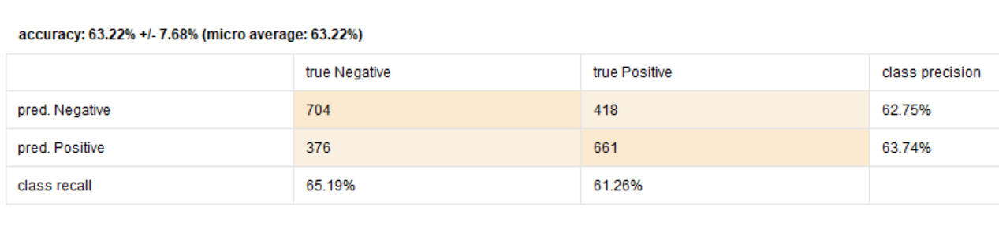 accuracy: 63.22% +/- 7.68% (micro average: 63.22%)
true Negative true Positive class precision
pred. Negative 704 418 62.75%
pred. Positive 376 661 63.74%
class recall 65.19% 61.26%